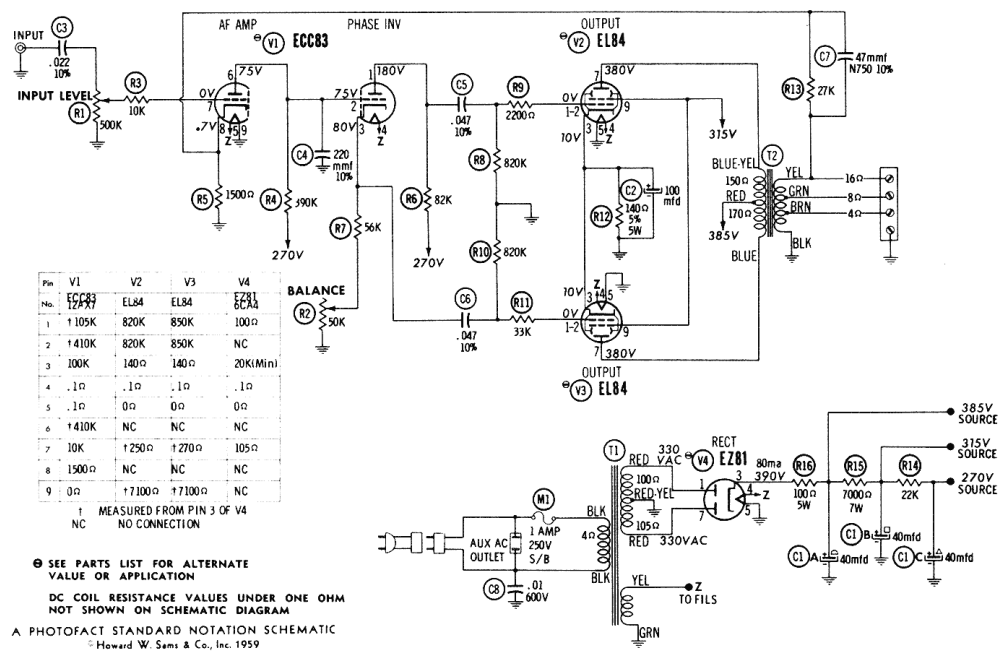 AF AMP
PHASE INV
OUTPUT
INPUT
C3
.022
10%
⊖ V1 ECC83
⊖ V2 EL84
C7
47mmf
N750 10%
6
75V
1
180V
7
380V
C5
.047
10%
R9
2200Ω
R13
27K
INPUT LEVEL
R1
500K
R3
10K
0V
7
8
5
9
.7V
Z
75V
2
80V
3
4
Z
0V
1-2
9
10V
3
5
4
Z
315V
C4
220
mmf
10%
R8
820K
R5
1500Ω
R4
390K
270V
R7
56K
R6
82K
270V
R10
820K
C2
100
mfd
R12
140Ω
5%
5W
T2
BLUE-YEL
150Ω
RED
170Ω
385V
BLUE
YEL
GRN
BRN
BLK
16Ω
8Ω
4Ω
BALANCE
R2
50K
C6
.047
10%
R11
33K
10V
Z
3
4
5
0V
1-2
9
7
380V
OUTPUT
⊖ V3 EL84
Pin No. V1 V2 V3 V4
ECC83 EZ81
12AX7 EL84 EL84 6CA4
1 †105K 820K 850K 100Ω
2 †410K 820K 850K NC
3 100K 140Ω 140Ω 20K(Min)
4 .1Ω .1Ω .1Ω .1Ω
5 .1Ω 0Ω 0Ω 0Ω
6 †410K NC NC NC
7 10K †250Ω †270Ω 105Ω
8 1500Ω NC NC NC
9 0Ω †7100Ω †7100Ω NC
† MEASURED FROM PIN 3 OF V4
NC NO CONNECTION
385V
SOURCE
315V
SOURCE
270V
SOURCE
T1
RED
330
VAC
100Ω
RED-YEL
105Ω
RED
330VAC
RECT
⊖ V4 EZ81
1
7
3
4
5
Z
80ma
390V
R16
100Ω
5W
R15
7000Ω
7W
R14
22K
C1 A
40mfd
C1 B
40mfd
C1 C
40mfd
M1
1 AMP
250V
S/B
AUX AC
OUTLET
BLK
4Ω
BLK
C8
.01
600V
YEL
Z
TO FILS
GRN
⊖ SEE PARTS LIST FOR ALTERNATE
VALUE OR APPLICATION
DC COIL RESISTANCE VALUES UNDER ONE OHM
NOT SHOWN ON SCHEMATIC DIAGRAM
A PHOTOFACT STANDARD NOTATION SCHEMATIC
© Howard W. Sams & Co., Inc. 1959